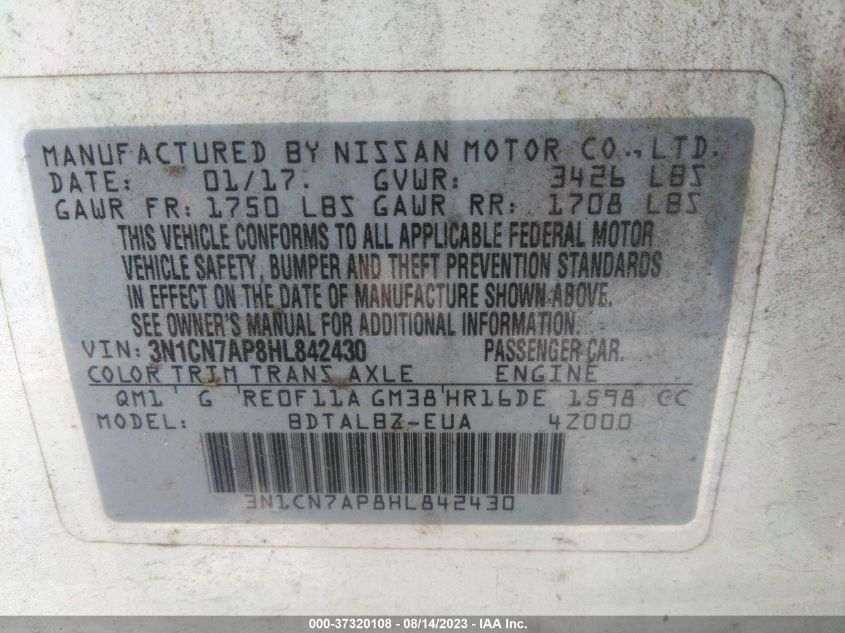 MANUFACTURED BY NISSAN MOTOR CO., LTD.
DATE: 01/17. GVWR: 3426 LBS
GAWR FR: 1750 LBS GAWR RR: 1708 LBS
THIS VEHICLE CONFORMS TO ALL APPLICABLE FEDERAL MOTOR
VEHICLE SAFETY, BUMPER AND THEFT PREVENTION STANDARDS
IN EFFECT ON THE DATE OF MANUFACTURE SHOWN ABOVE.
SEE OWNER'S MANUAL FOR ADDITIONAL INFORMATION.
VIN: 3N1CN7AP8HL842430 PASSENGER CAR.
COLOR TRIM TRANS AXLE ENGINE
QM1 G RE0F11A GM38 HR16DE 1598 CC
MODEL: BDTALBZ-EUA 4Z000
3N1CN7AP8HL842430
000-37320108 - 08/14/2023 - IAA Inc.